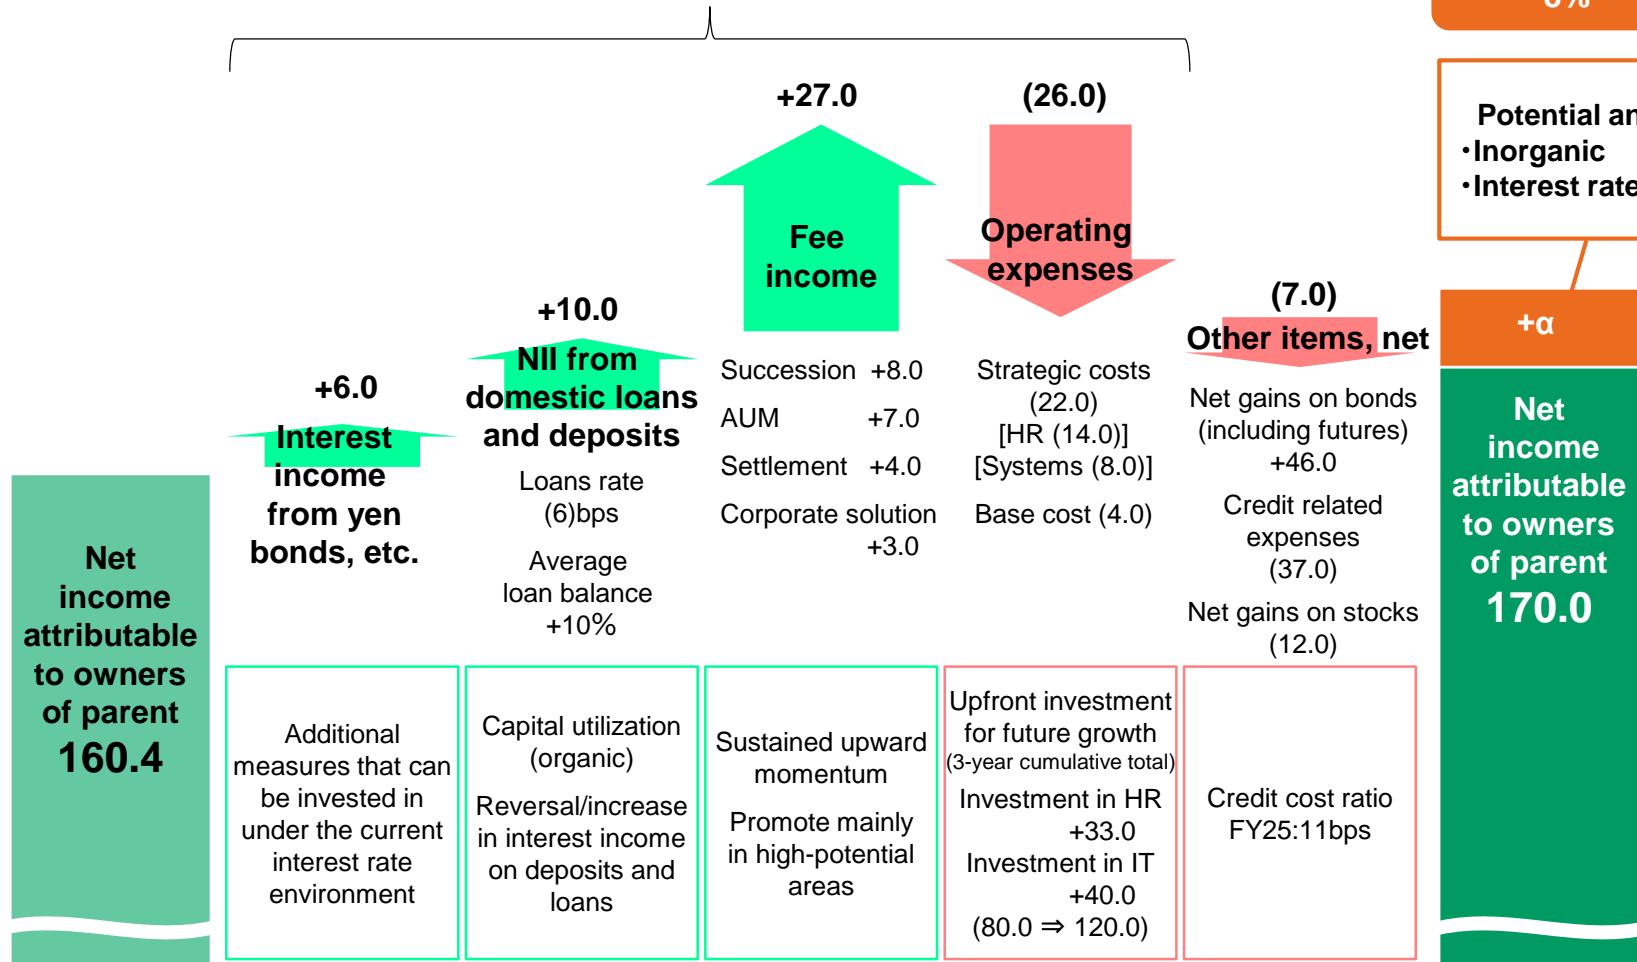 Net
income
attributable
to owners
of parent
160.4
+6.0
Interest
income
from yen
bonds, etc.
Additional
measures that can
be invested in
under the current
interest rate
environment
+10.0
NII from
domestic loans
and deposits
Loans rate
(6)bps
Average
loan balance
+10%
Capital utilization
(organic)
Reversal/increase
in interest income
on deposits and
loans
+27.0
Fee
income
Succession +8.0
AUM +7.0
Settlement +4.0
Corporate solution
+3.0
Sustained upward
momentum
Promote mainly
in high-potential
areas
(26.0)
Operating
expenses
Strategic costs
(22.0)
[HR (14.0)]
[Systems (8.0)]
Base cost (4.0)
Upfront investment
for future growth
(3-year cumulative total)
Investment in HR
+33.0
Investment in IT
+40.0
(80.0 ⇒ 120.0)
(7.0)
Other items, net
Net gains on bonds
(including futures)
+46.0
Credit related
expenses
(37.0)
Net gains on stocks
(12.0)
Credit cost ratio
FY25:11bps
Potential
・Inorganic
・Interest rate
+α
Net
income
attributable
to owners
of parent
170.0